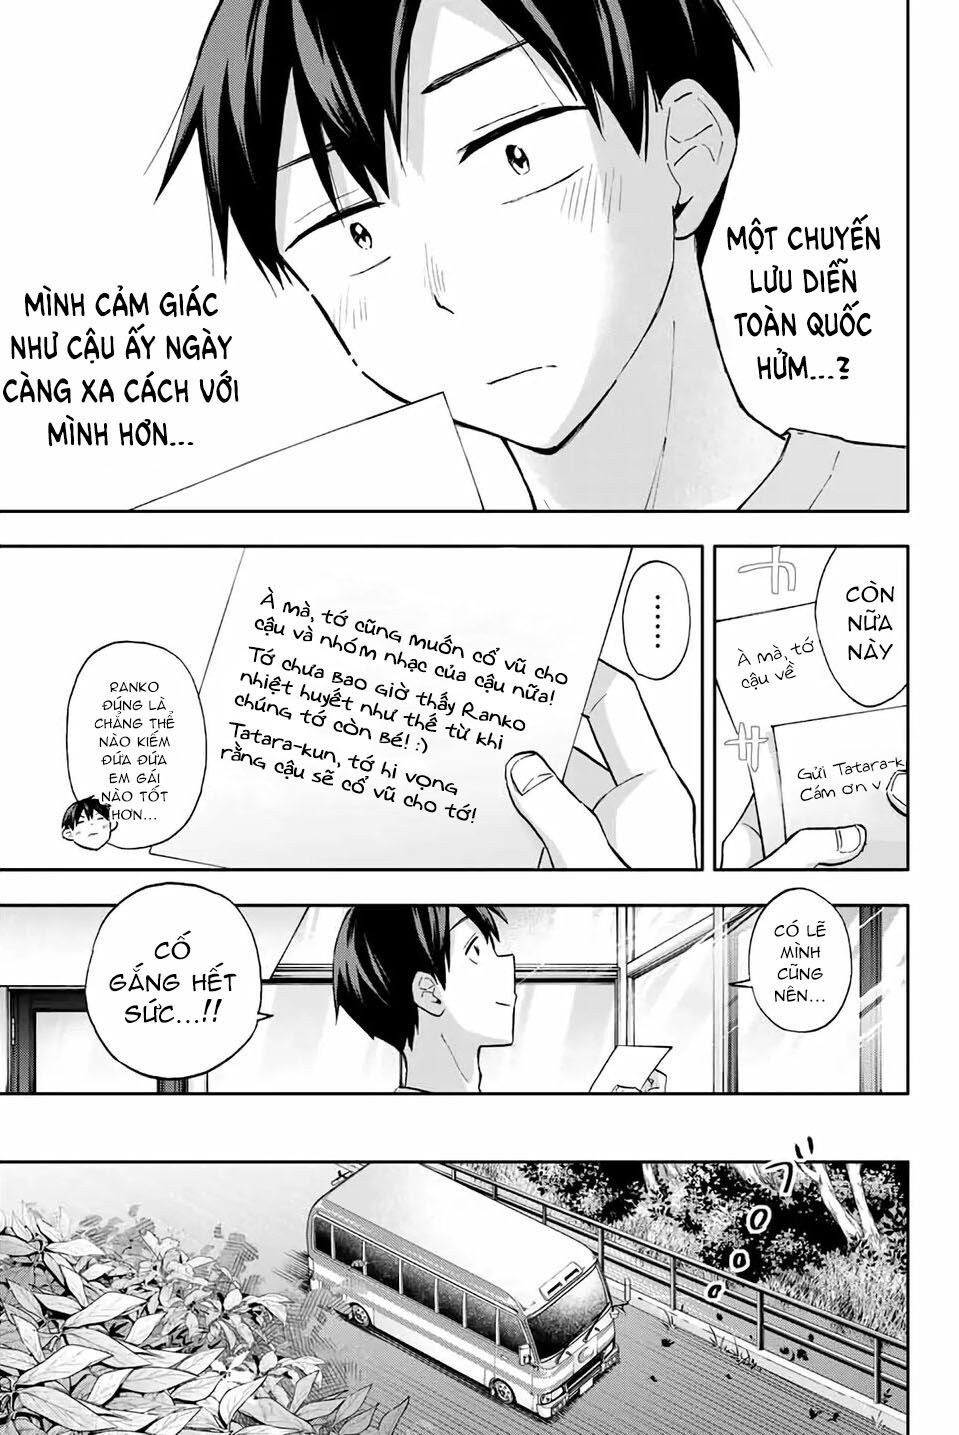 MỘT CHUYẾN
LƯU DIỄN
TOÀN QUỐC
HỬM...?
MÌNH CẢM GIÁC
NHƯ CẬU ẤY NGÀY
CÀNG XA CÁCH VỚI
MÌNH HƠN...
CÒN
NỮA
NÀY
À mà, tớ
cậu về
Gửi Tatara-k
Cám ơn v
......
À mà, tớ cũng muốn cổ vũ cho
cậu và nhóm nhạc của cậu nữa!
Tớ chưa bao giờ thấy Ranko
nhiệt huyết như thế từ khi
chúng tớ còn bé! :)
Tatara-kun, tớ hi vọng
rằng cậu sẽ cổ vũ cho tớ!
RANKO
ĐÚNG LÀ
CHẲNG THỂ
NÀO KIẾM
ĐỨA ĐỨA
EM GÁI
NÀO TỐT
HƠN...
CÓ LẼ
MÌNH
CŨNG
NÊN...
CỐ
GẮNG HẾT
SỨC...!!
ブロロ